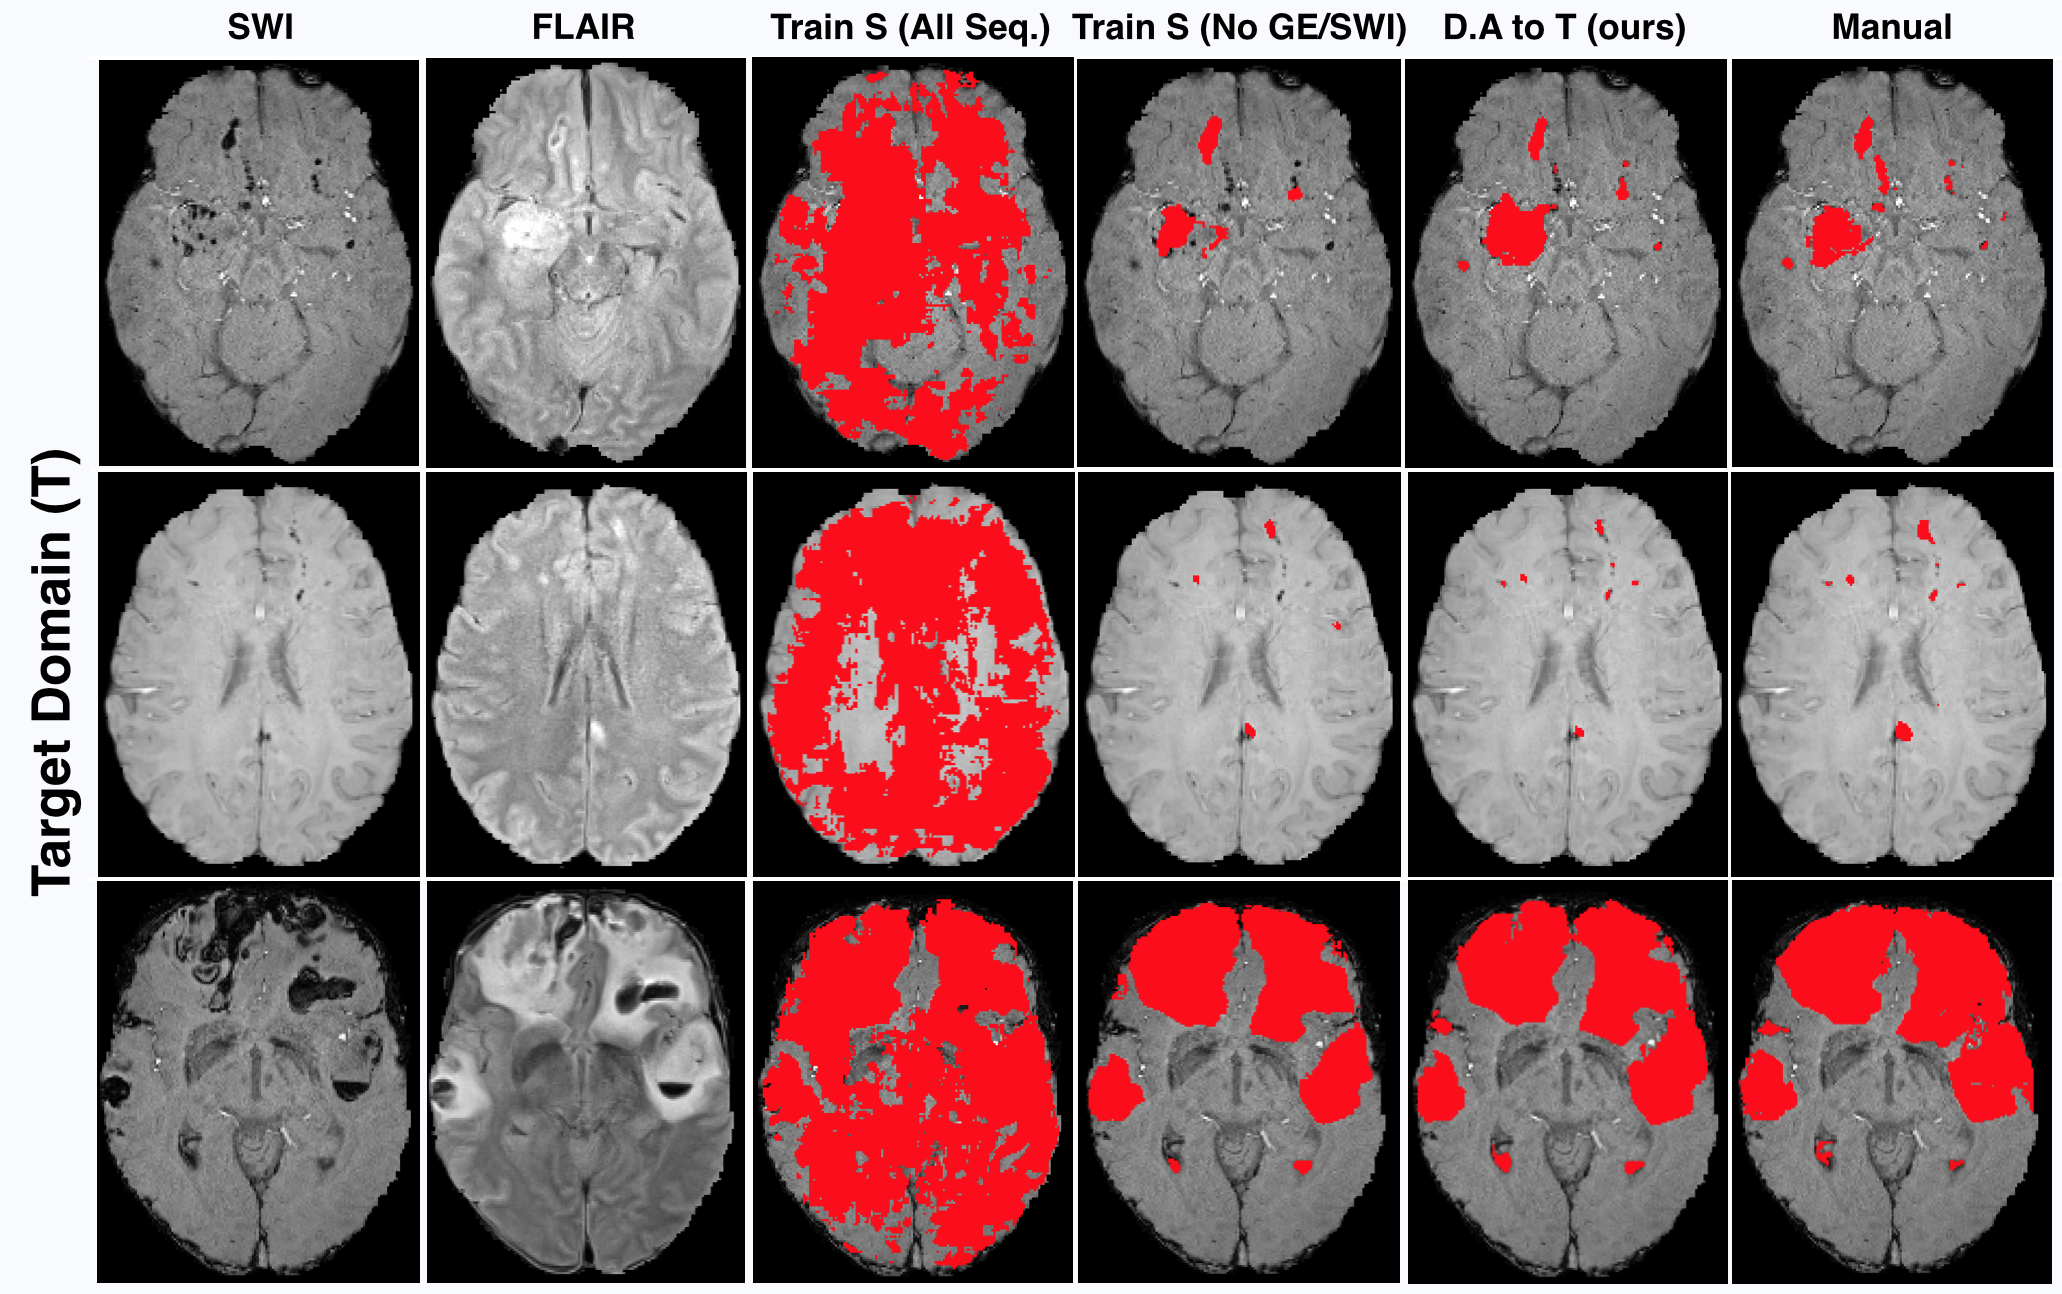 SWI
FLAIR
Train S (All Seq.)
Train S (No GE/SWI)
D.A to T (ours)
Manual
Target Domain (T)